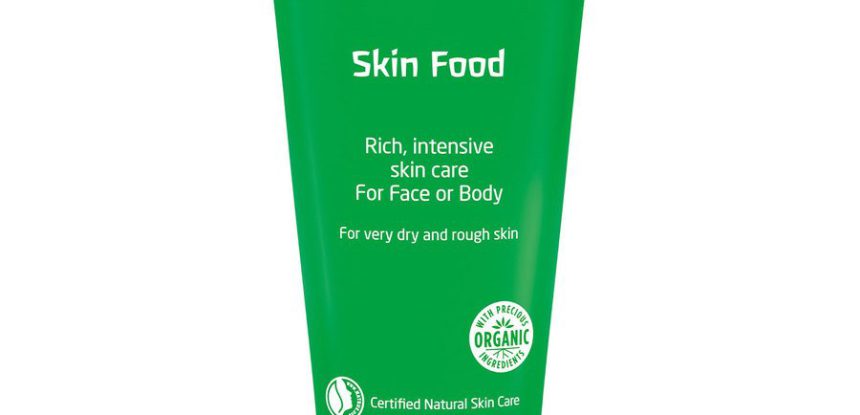 Skin Food
Rich, intensive
skin care
For Face or Body
For very dry and rough skin
WITH PRECIOUS
ORGANIC
INGREDIENTS
Certified Natural Skin Care